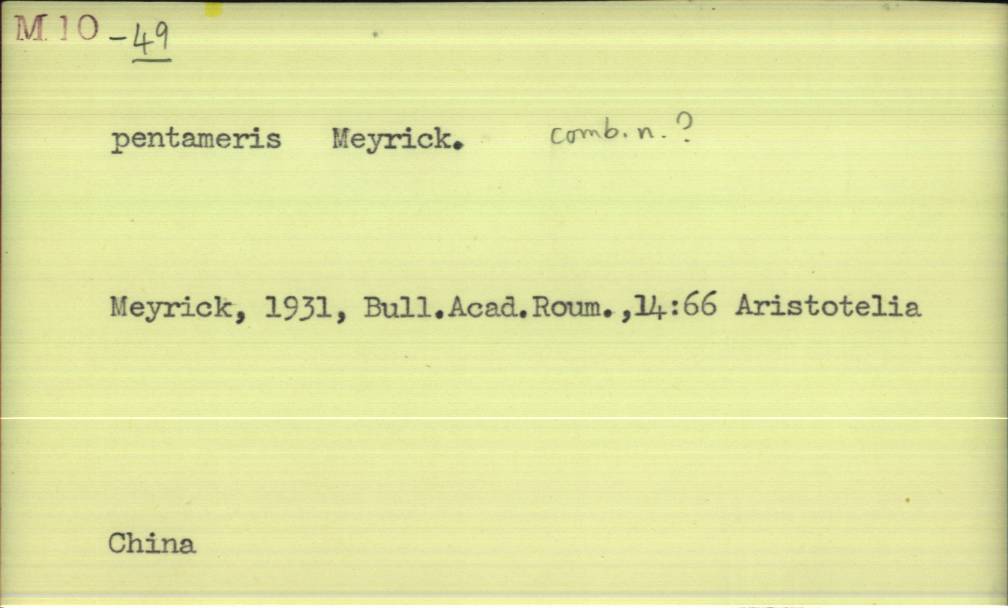 M.10 – 49
pentameris Meyrick. comb. n. ?
Meyrick, 1931, Bull.Acad.Roum.,14:66 Aristotelia
China